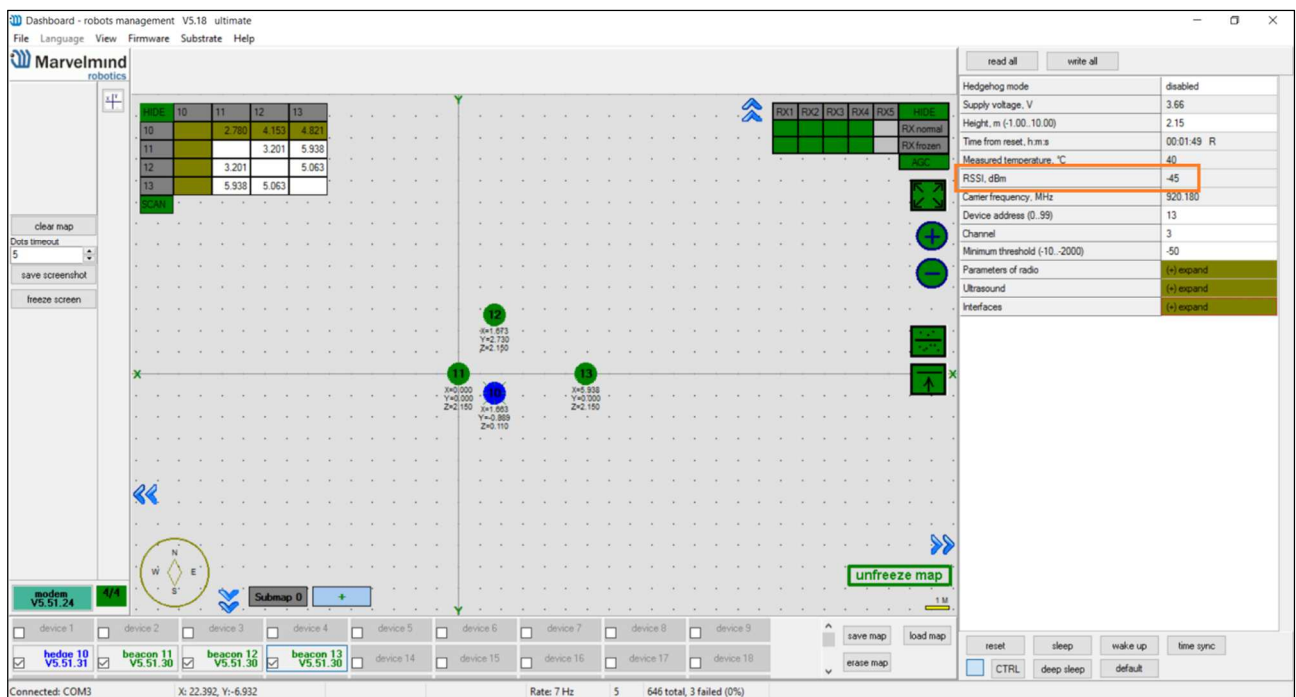 Dashboard - robots management V5.18 ultimate
File Language View Firmware Substrate Help
Marvelmind
robotics
read all write all
Hedgehog mode disabled
Supply voltage, V 3.66
Height, m (-1.00..10.00) 2.15
Time from reset, h:m:s 00:01:49 R
Measured temperature, °C 40
RSSI, dBm -45
Carrier frequency, MHz 920.180
Device address (0..99) 13
Channel 3
Minimum threshold (-10..-2000) -50
Parameters of radio (+) expand
Ultrasound (+) expand
Interfaces (+) expand
HIDE 10 11 12 13
10 2.780 4.153 4.821
11 3.201 5.938
12 3.201 5.063
13 5.938 5.063
SCAN
Y
RX1 RX2 RX3 RX4 RX5 HIDE
RX normal
RX frozen
AGC
clear map
Dots timeout
5
save screenshot
freeze screen
12
X=1.673
Y=2.730
Z=2.150
X X
11
X=0.000
Y=0.000
Z=2.150
10
X=1.663
Y=-0.869
Z=0.110
13
X=5.938
Y=0.000
Z=2.150
N
W E
S
unfreeze map
1 M
modem
V5.51.24
4/4
Submap 0 +
Y
device 1 device 2 device 3 device 4 device 5 device 6 device 7 device 8 device 9
hedge 10
V5.51.31
beacon 11
V5.51.30
beacon 12
V5.51.30
beacon 13
V5.51.30
device 14 device 15 device 16 device 17 device 18
save map load map
erase map
reset sleep wake up time sync
CTRL deep sleep default
Connected: COM3 X: 22.392, Y:-6.932 Rate: 7 Hz 5 646 total, 3 failed (0%)